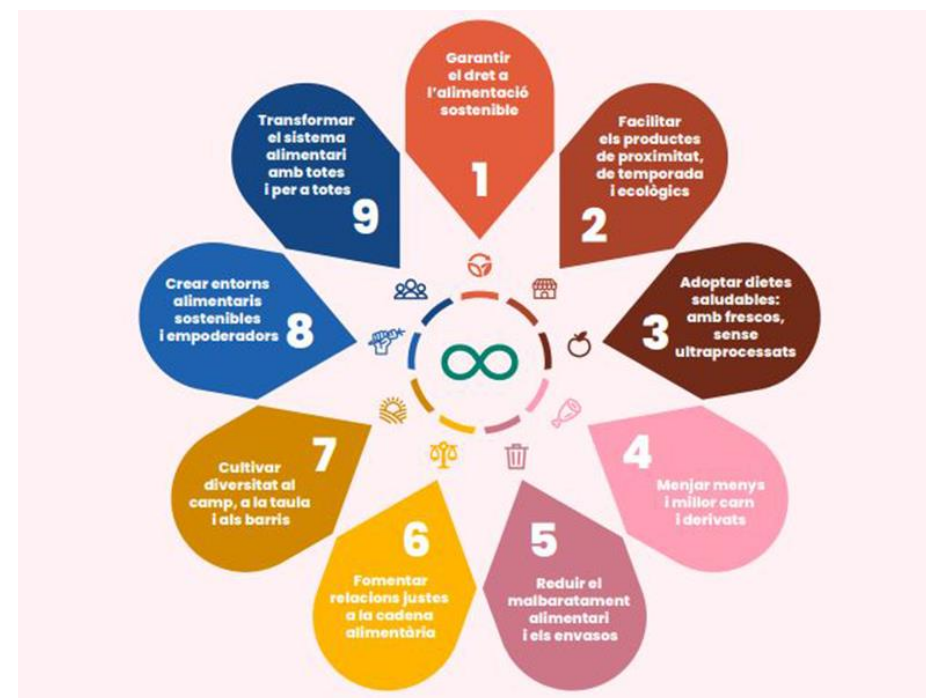 Garantir
el dret a
l'alimentació
sostenible
1
Facilitar
els productes
de proximitat,
de temporada
i ecològics
2
Adoptar dietes
saludables:
amb frescos,
sense
ultraprocessats
3
4
Menjar menys
i millor carn
i derivats
5
Reduir el
malbaratament
alimentari
i els envasos
6
Fomentar
relacions justes
a la cadena
alimentària
7
Cultivar
diversitat al
camp, a la taula
i als barris
Crear entorns
alimentaris
sostenibles
i empoderadors
8
Transformar
el sistema
alimentari
amb totes
i per a totes
9